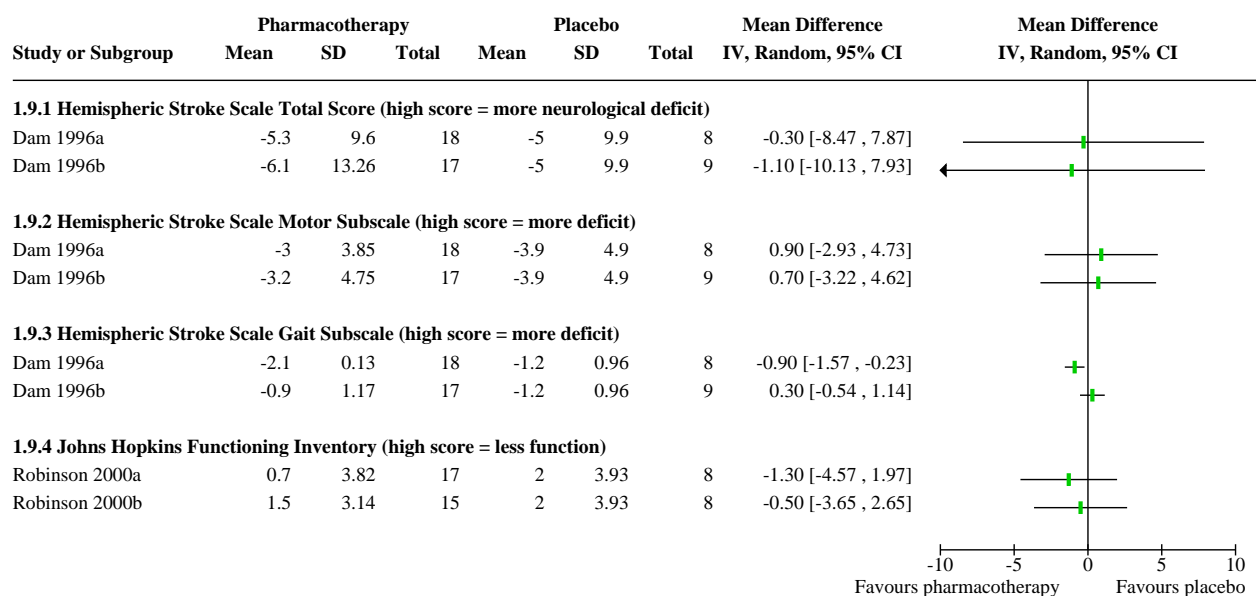 Pharmacotherapy Placebo Mean Difference Mean Difference
Study or Subgroup Mean SD Total Mean SD Total IV, Random, 95% CI IV, Random, 95% CI
1.9.1 Hemispheric Stroke Scale Total Score (high score = more neurological deficit)
Dam 1996a -5.3 9.6 18 -5 9.9 8 -0.30 [-8.47 , 7.87]
Dam 1996b -6.1 13.26 17 -5 9.9 9 -1.10 [-10.13 , 7.93]
1.9.2 Hemispheric Stroke Scale Motor Subscale (high score = more deficit)
Dam 1996a -3 3.85 18 -3.9 4.9 8 0.90 [-2.93 , 4.73]
Dam 1996b -3.2 4.75 17 -3.9 4.9 9 0.70 [-3.22 , 4.62]
1.9.3 Hemispheric Stroke Scale Gait Subscale (high score = more deficit)
Dam 1996a -2.1 0.13 18 -1.2 0.96 8 -0.90 [-1.57 , -0.23]
Dam 1996b -0.9 1.17 17 -1.2 0.96 9 0.30 [-0.54 , 1.14]
1.9.4 Johns Hopkins Functioning Inventory (high score = less function)
Robinson 2000a 0.7 3.82 17 2 3.93 8 -1.30 [-4.57 , 1.97]
Robinson 2000b 1.5 3.14 15 2 3.93 8 -0.50 [-3.65 , 2.65]
-10 -5 0 5 10
Favours pharmacotherapy Favours placebo